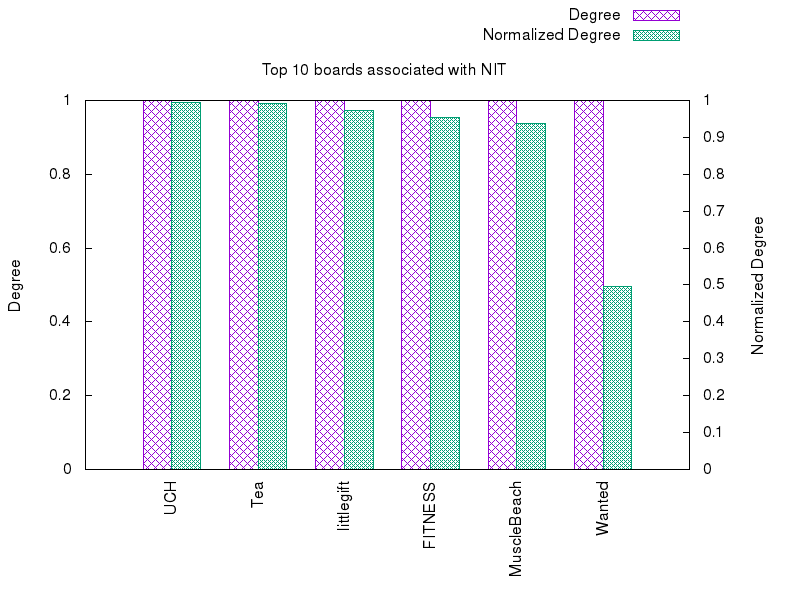 Degree
Normalized Degree
Top 10 boards associated with NIT
1
0.8
0.6
0.4
0.2
0
1
0.9
0.8
0.7
0.6
0.5
0.4
0.3
0.2
0.1
0
Degree
Normalized Degree
UCH
Tea
littlegift
FITNESS
MuscleBeach
Wanted